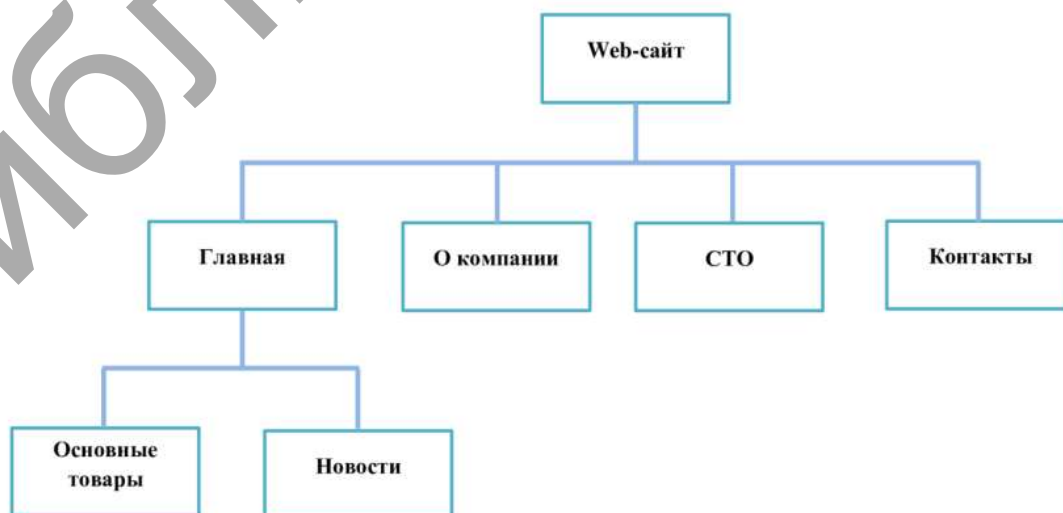 Web-сайт
Главная
О компании
СТО
Контакты
Основные
товары
Новости